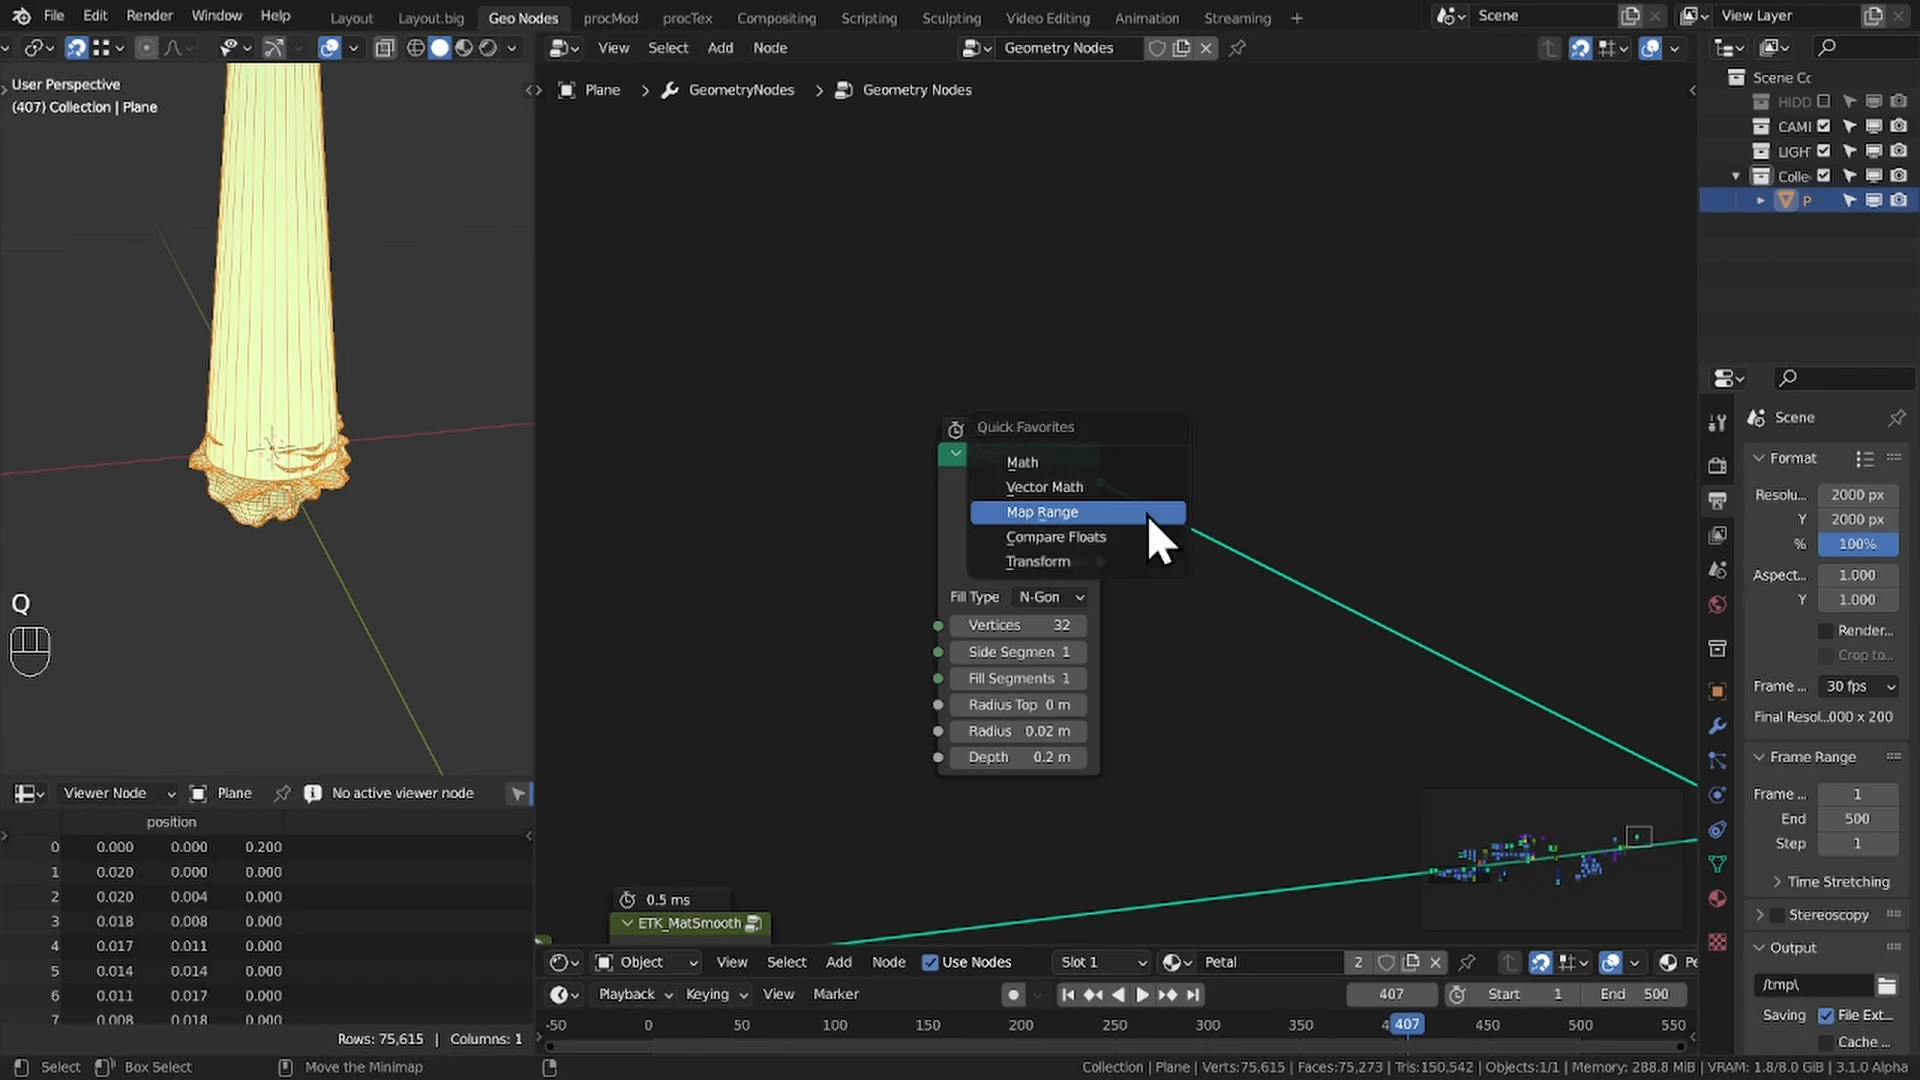 File Edit Render Window Help
Layout Layout.big Geo Nodes procMod procTex Compositing Scripting Sculpting Video Editing Animation Streaming +
Scene
View Layer
View Select Add Node
Geometry Nodes
User Perspective
(407) Collection | Plane
Plane > GeometryNodes > Geometry Nodes
Scene Cc
HIDD
CAMI
LIGH
Colle
P
Quick Favorites
Math
Vector Math
Map Range
Compare Floats
Transform
Fill Type N-Gon
Vertices 32
Side Segmen 1
Fill Segments 1
Radius Top 0 m
Radius 0.02 m
Depth 0.2 m
Q
0.5 ms
ETK_MatSmooth
Scene
Format
Resolu... 2000 px
Y 2000 px
% 100%
Aspect... 1.000
Y 1.000
Render...
Crop to...
Frame ... 30 fps
Final Resol...000 x 200
Frame Range
Frame ... 1
End 500
Step 1
Time Stretching
Stereoscopy
Output
/tmp\
Saving File Ext...
Cache ...
Viewer Node Plane No active viewer node
position
0 0.000 0.000 0.200
1 0.020 0.000 0.000
2 0.020 0.004 0.000
3 0.018 0.008 0.000
4 0.017 0.011 0.000
5 0.014 0.014 0.000
6 0.011 0.017 0.000
7 0.008 0.018 0.000
Rows: 75,615 | Columns: 1
Object View Select Add Node Use Nodes Slot 1 Petal 2
Playback Keying View Marker 407 Start 1 End 500
-50 0 50 100 150 200 250 300 350 407 450 500 550
Select Box Select Move the Minimap
Collection | Plane | Verts:75,615 | Faces:75,273 | Tris:150,542 | Objects:1/1 | Memory: 288.8 MiB | VRAM: 1.8/8.0 GiB | 3.1.0 Alpha